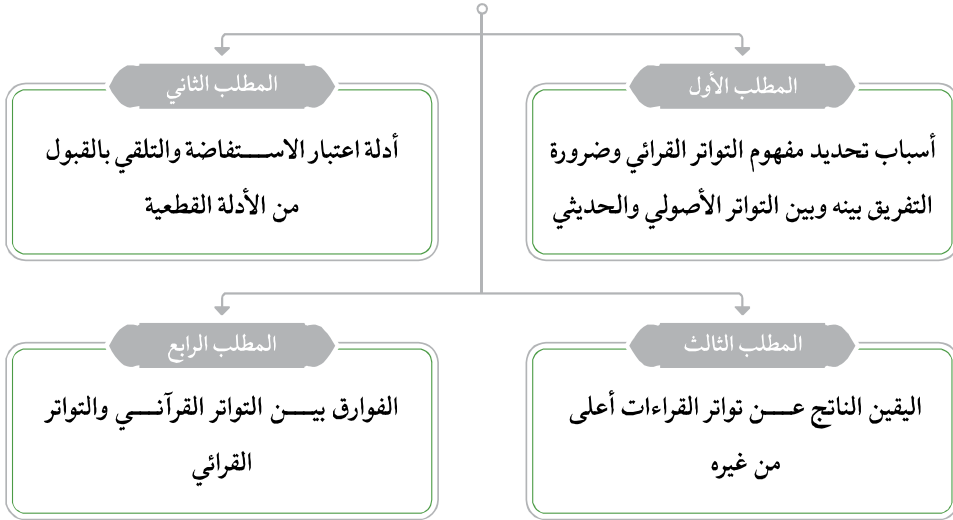 المطلب الأول
أسباب تحديد مفهوم التواتر القرائي وضرورة
التفريق بينه وبين التواتر الأصولي والحديثي
المطلب الثاني
أدلة اعتبار الاستفاضة والتلقي بالقبول
من الأدلة القطعية
المطلب الثالث
اليقين الناتج عن تواتر القراءات أعلى
من غيره
المطلب الرابع
الفوارق بين التواتر القرآني والتواتر
القرائي